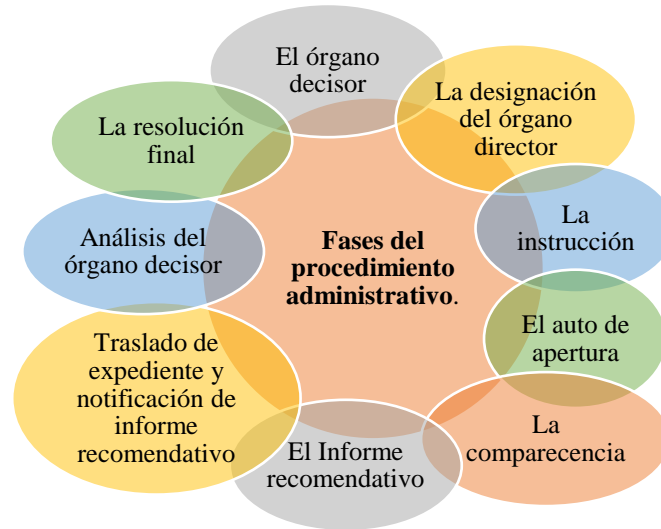 El órgano
decisor
La designación
del órgano
director
La
instrucción
El auto de
apertura
La
comparecencia
El Informe
recomendativo
Traslado de
expediente y
notificación de
informe
recomendativo
Análisis del
órgano decisor
La resolución
final
Fases del
procedimiento
administrativo.